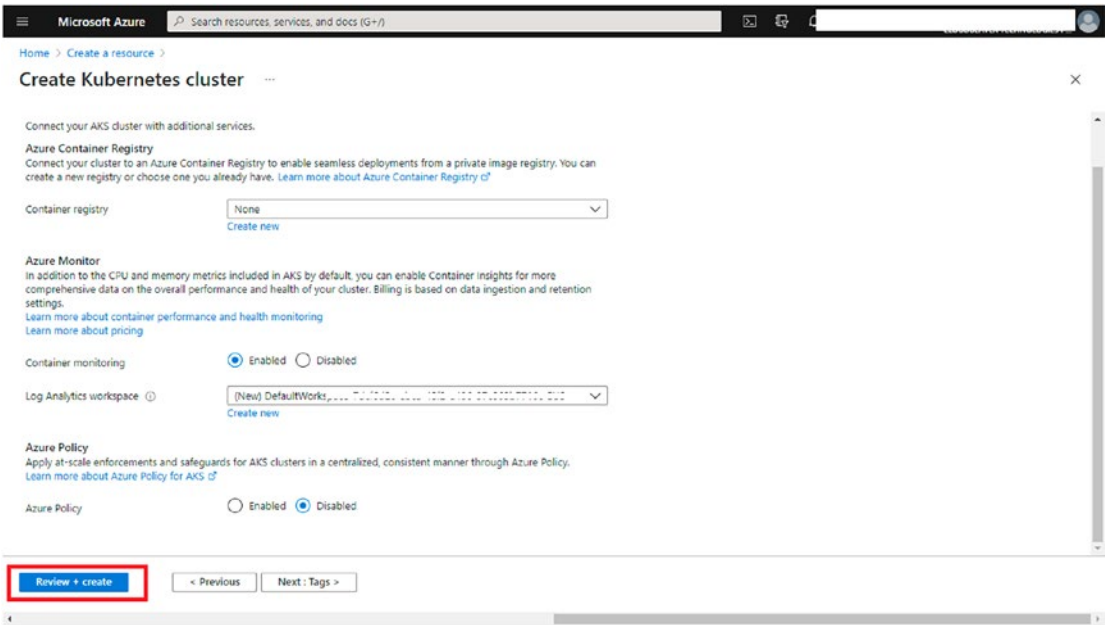 Microsoft Azure
Search resources, services, and docs (G+/)
Home > Create a resource >
Create Kubernetes cluster ...
Connect your AKS cluster with additional services.
Azure Container Registry
Connect your cluster to an Azure Container Registry to enable seamless deployments from a private image registry. You can
create a new registry or choose one you already have. Learn more about Azure Container Registry
Container registry
None
Create new
Azure Monitor
In addition to the CPU and memory metrics included in AKS by default, you can enable Container Insights for more
comprehensive data on the overall performance and health of your cluster. Billing is based on data ingestion and retention
settings.
Learn more about container performance and health monitoring
Learn more about pricing
Container monitoring
Enabled Disabled
Log Analytics workspace
(New)
Create new
Azure Policy
Apply at-scale enforcements and safeguards for AKS clusters in a centralized, consistent manner through Azure Policy.
Learn more about Azure Policy for AKS
Azure Policy
Enabled Disabled
Review + create
< Previous
Next : Tags >